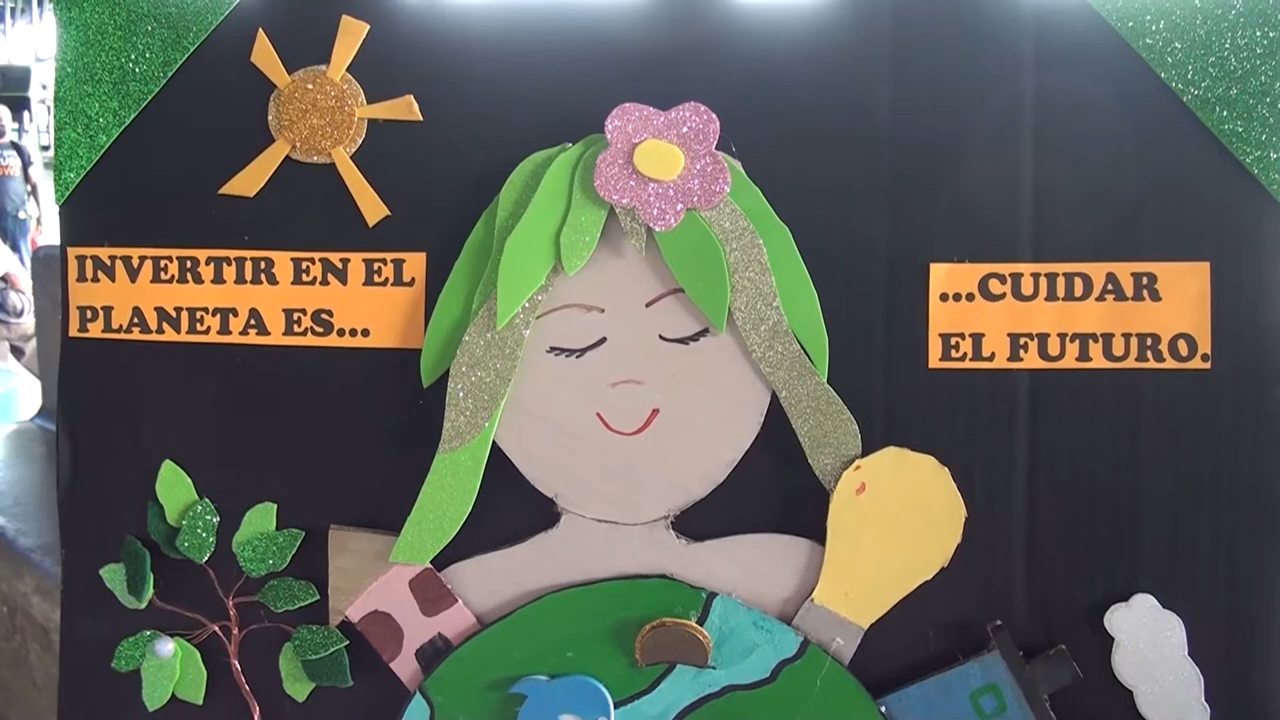 INVERTIR EN EL
PLANETA ES...
...CUIDAR
EL FUTURO.